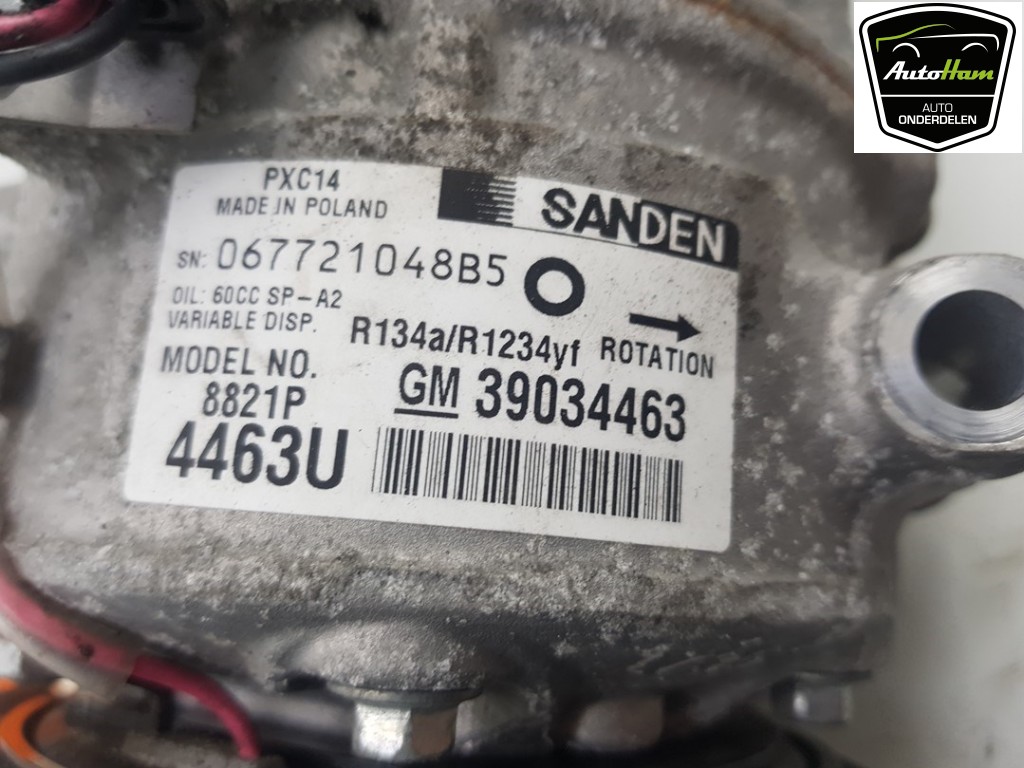 PXC14
MADE IN POLAND
SANDEN
SN: 067721048B5
OIL: 60CC SP-A2
VARIABLE DISP.
R134a/R1234yf
ROTATION
MODEL NO.
8821P
GM 39034463
4463U
AutoHam
AUTO
ONDERDELEN